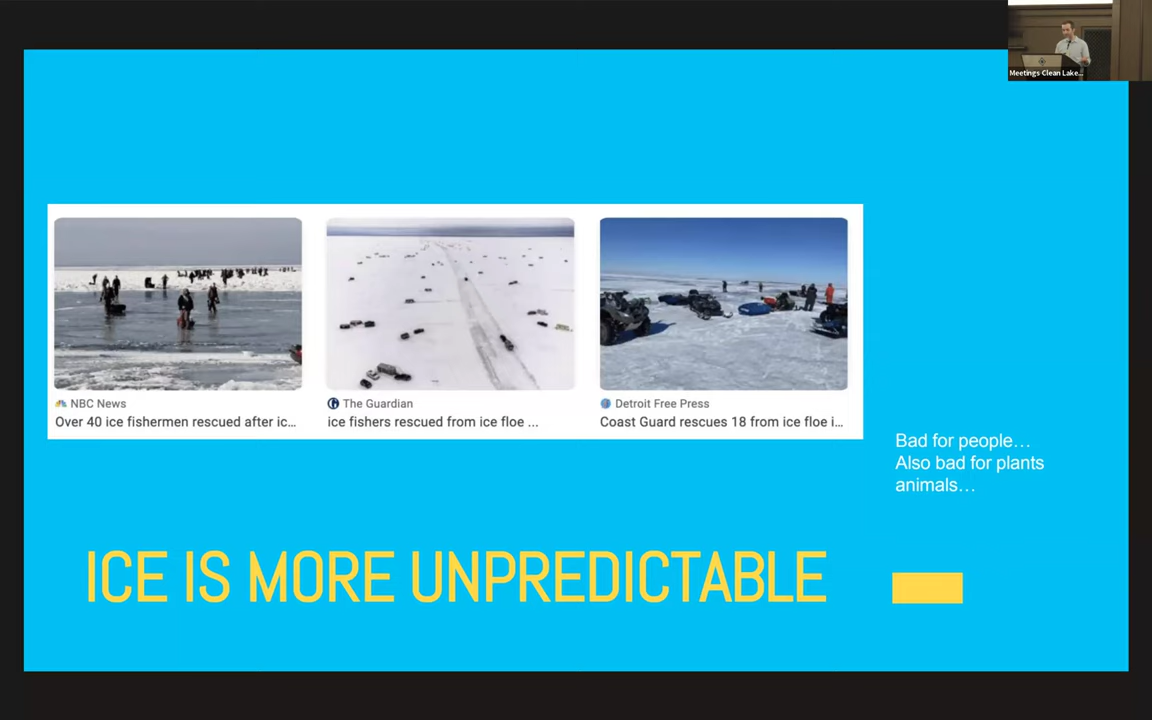 Meetings Clean Lake...
NBC News
Over 40 ice fishermen rescued after ic...
The Guardian
ice fishers rescued from ice floe ...
Detroit Free Press
Coast Guard rescues 18 from ice floe i...
Bad for people...
Also bad for plants
animals...
ICE IS MORE UNPREDICTABLE